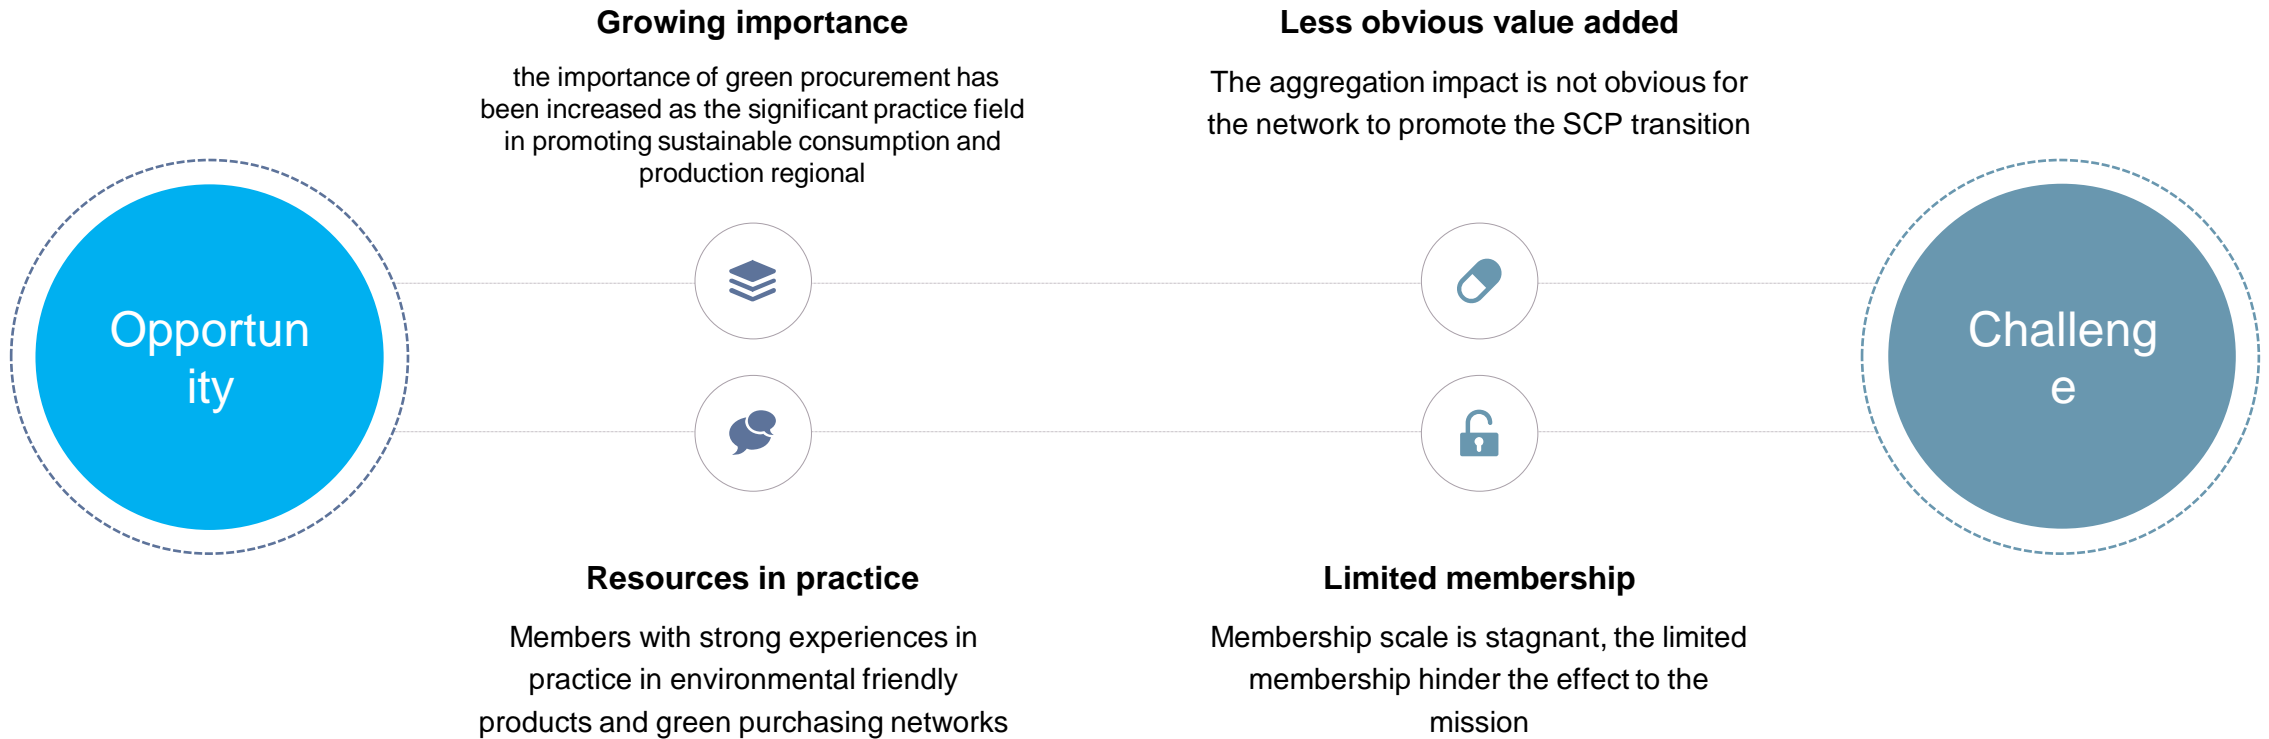 Growing importance
the importance of green procurement has
been increased as the significant practice field
in promoting sustainable consumption and
production regional
Less obvious value added
The aggregation impact is not obvious for
the network to promote the SCP transition
Opportun
ity
Challeng
e
Resources in practice
Members with strong experiences in
practice in environmental friendly
products and green purchasing networks
Limited membership
Membership scale is stagnant, the limited
membership hinder the effect to the
mission